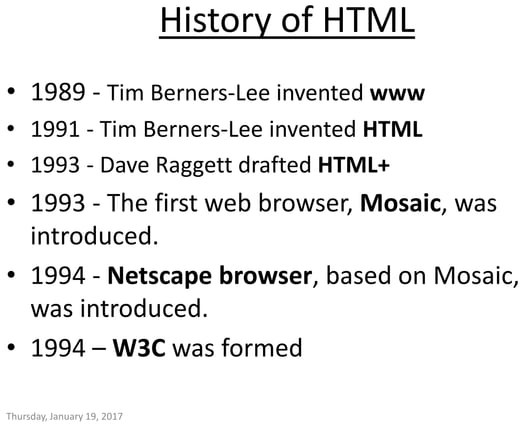 History of HTML
• 1989 - Tim Berners-Lee invented www
• 1991 - Tim Berners-Lee invented HTML
• 1993 - Dave Raggett drafted HTML+
• 1993 - The first web browser, Mosaic, was
introduced.
• 1994 - Netscape browser, based on Mosaic,
was introduced.
• 1994 – W3C was formed
Thursday, January 19, 2017